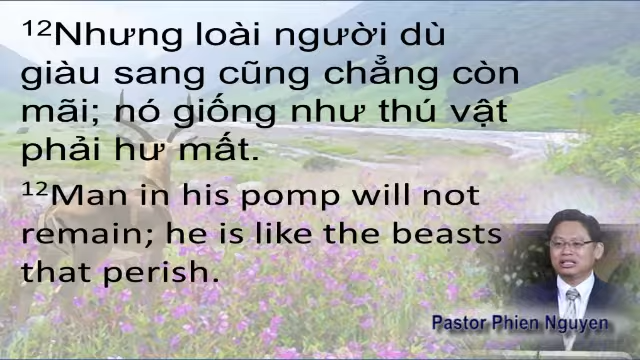 ¹²Nhưng loài người dù
giàu sang cũng chẳng còn
mãi; nó giống như thú vật
phải hư mất.
¹²Man in his pomp will not
remain; he is like the beasts
that perish.
Pastor Phien Nguyen